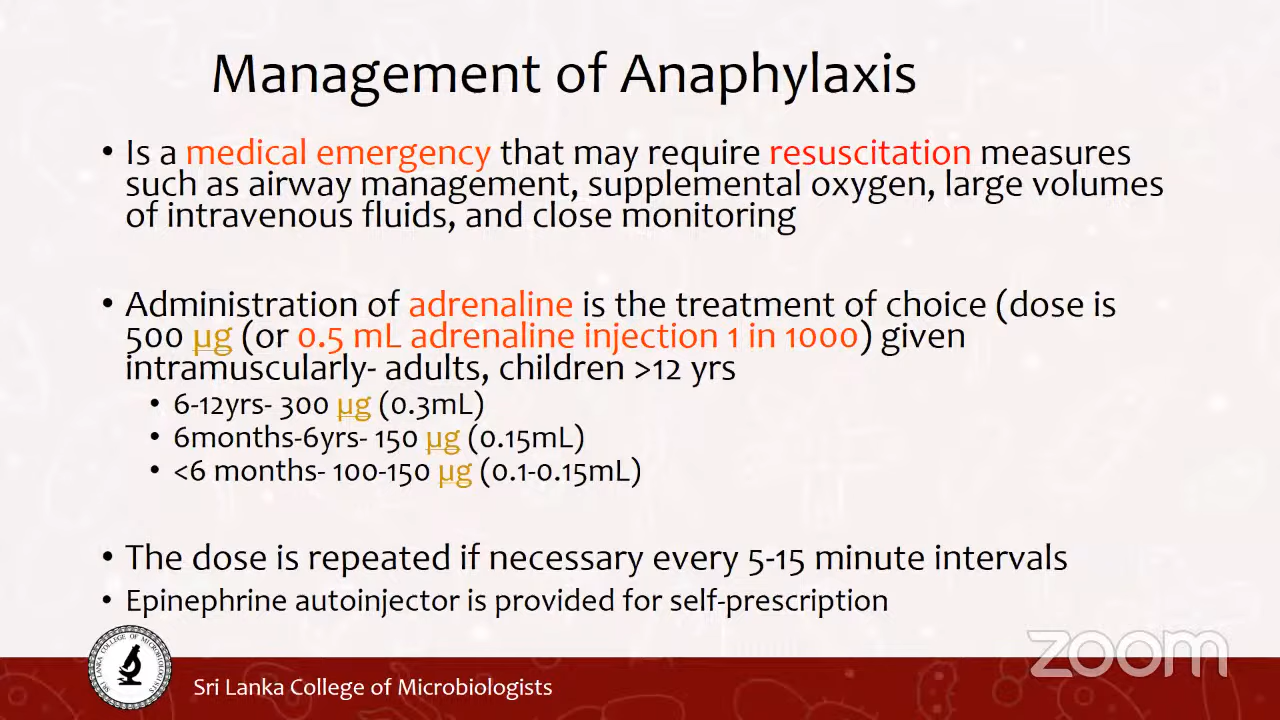 Management of Anaphylaxis
• Is a medical emergency that may require resuscitation measures
such as airway management, supplemental oxygen, large volumes
of intravenous fluids, and close monitoring
• Administration of adrenaline is the treatment of choice (dose is
500 µg (or 0.5 mL adrenaline injection 1 in 1000) given
intramuscularly- adults, children >12 yrs
• 6-12yrs- 300 µg (0.3mL)
• 6months-6yrs- 150 µg (0.15mL)
• <6 months- 100-150 µg (0.1-0.15mL)
• The dose is repeated if necessary every 5-15 minute intervals
• Epinephrine autoinjector is provided for self-prescription
SRI LANKA COLLEGE OF MICROBIOLOGISTS
Sri Lanka College of Microbiologists
zoom